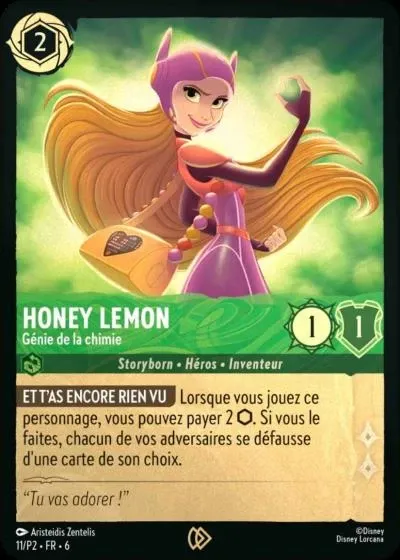 2
HONEY LEMON
Génie de la chimie
1
1
Storyborn • Héros • Inventeur
ET T'AS ENCORE RIEN VU Lorsque vous jouez ce
personnage, vous pouvez payer 2 ⬡. Si vous le
faites, chacun de vos adversaires se défausse
d'une carte de son choix.
“Tu vas adorer !”
Aristeidis Zentelis
11/P2 • FR • 6
©Disney
Disney Lorcana